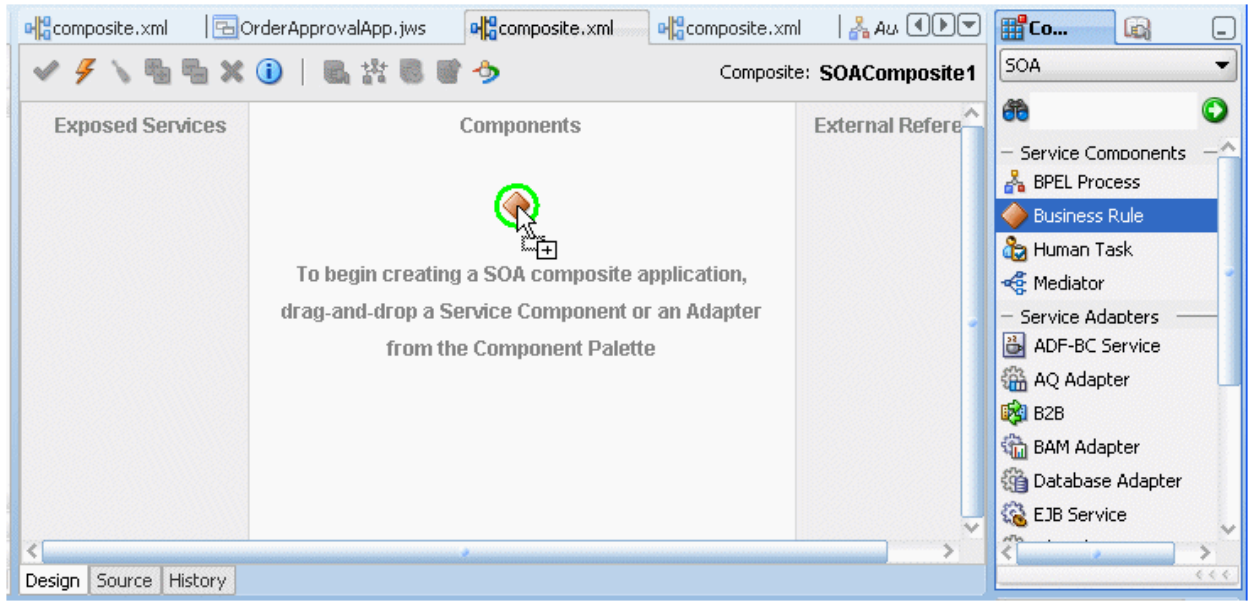 composite.xml OrderApprovalApp.jws composite.xml composite.xml Au
Composite: SOAComposite1
Exposed Services Components External Refere
To begin creating a SOA composite application,
drag-and-drop a Service Component or an Adapter
from the Component Palette
Design Source History
Co...
SOA
Service Components
BPEL Process
Business Rule
Human Task
Mediator
Service Adapters
ADF-BC Service
AQ Adapter
B2B
BAM Adapter
Database Adapter
EJB Service